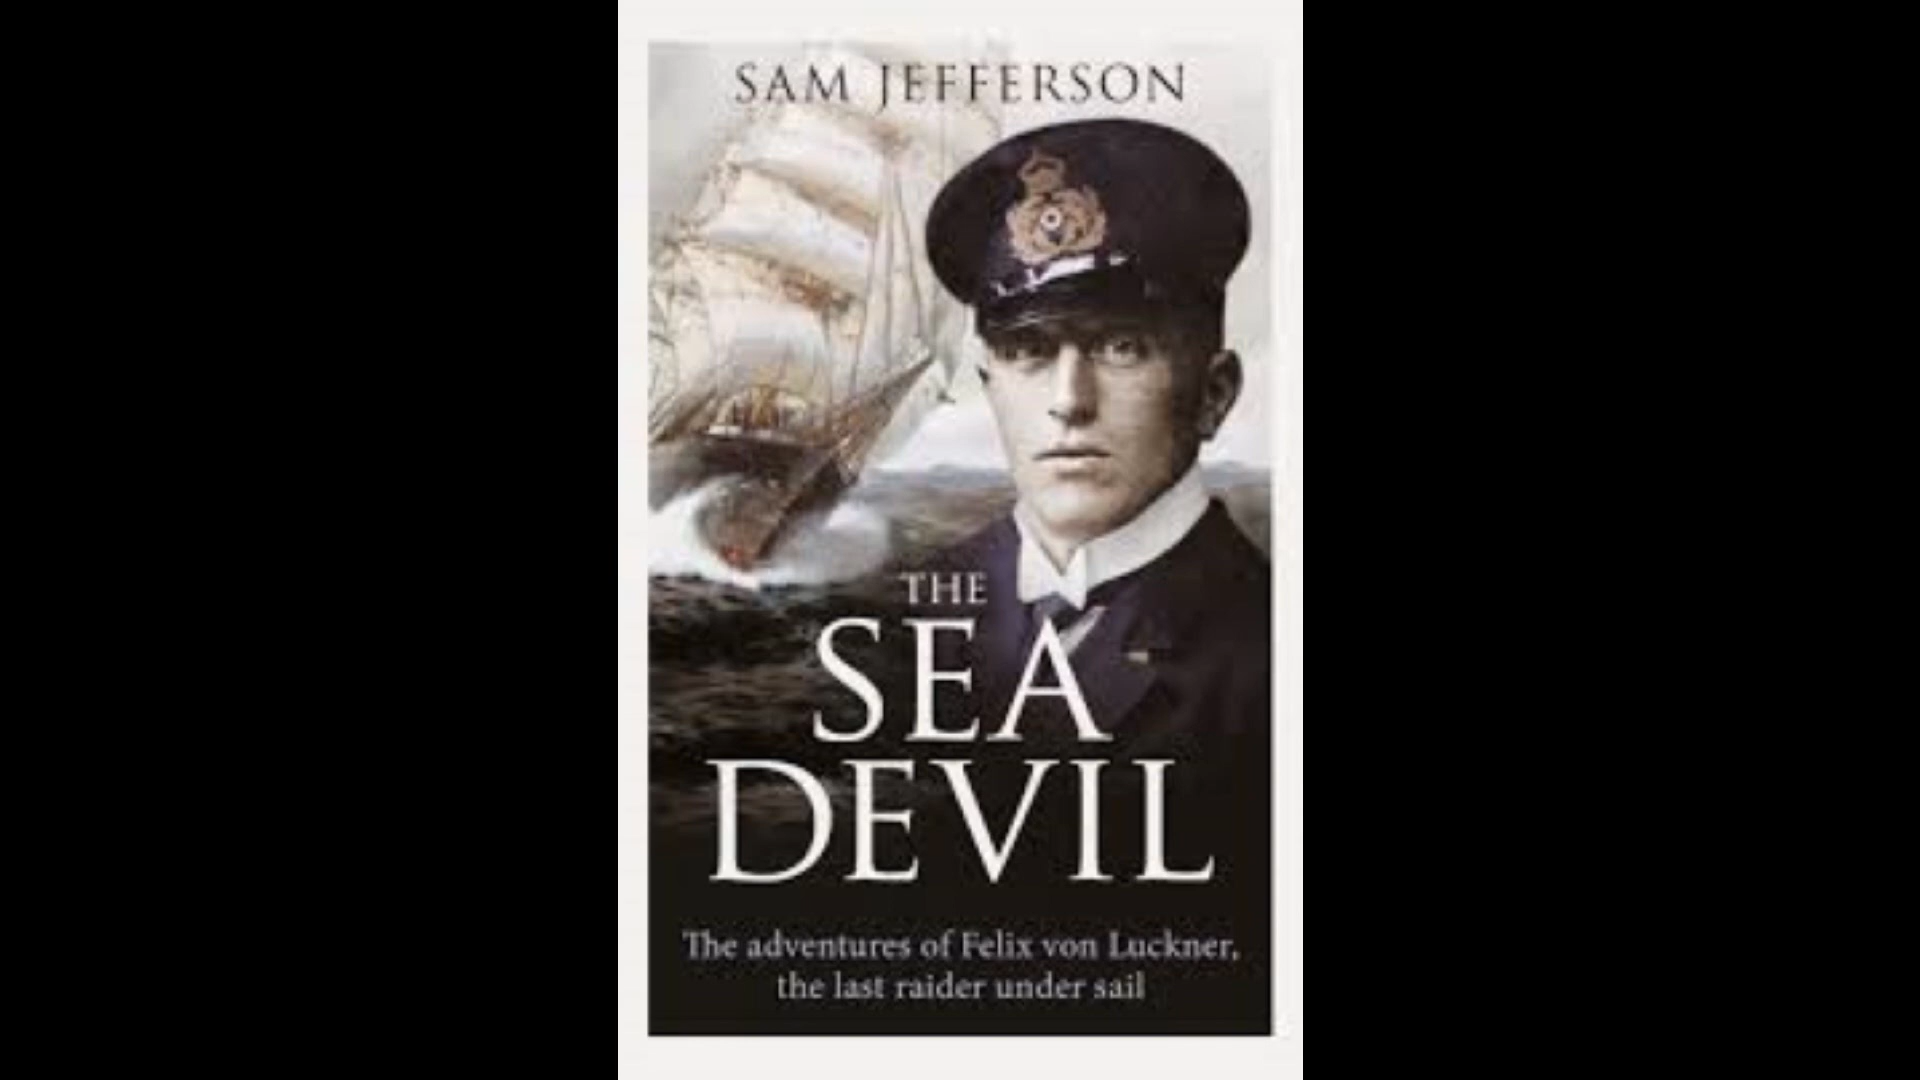 SAM JEFFERSON
THE
SEA
DEVIL
The adventures of Felix von Luckner,
the last raider under sail